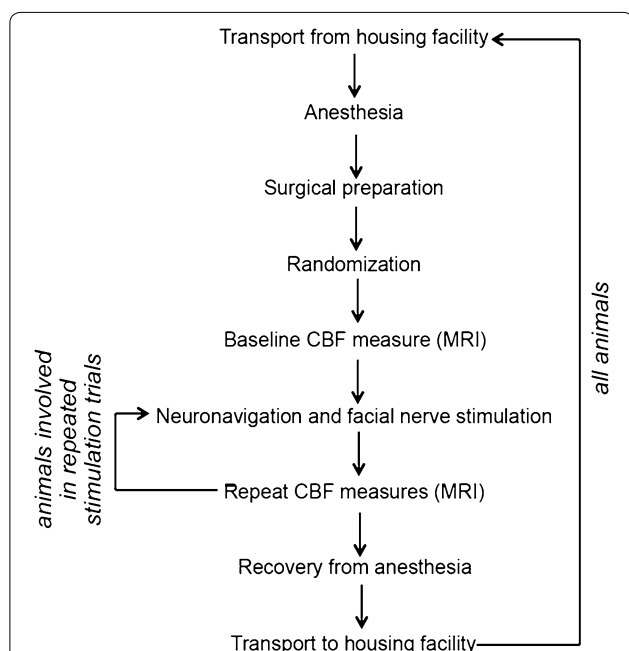 Transport from housing facility
Anesthesia
Surgical preparation
Randomization
Baseline CBF measure (MRI)
Neuronavigation and facial nerve stimulation
Repeat CBF measures (MRI)
Recovery from anesthesia
Transport to housing facility
animals involved
in repeated
stimulation trials
all animals